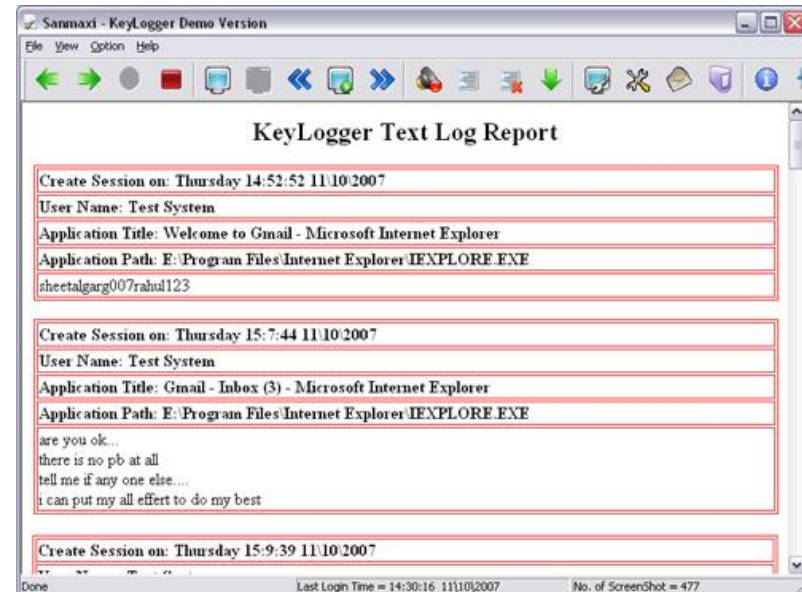 Sanmaxi - KeyLogger Demo Version
File View Option Help
KeyLogger Text Log Report
Create Session on: Thursday 14:52:52 11\10\2007
User Name: Test System
Application Title: Welcome to Gmail - Microsoft Internet Explorer
Application Path: E:\Program Files\Internet Explorer\IEXPLORE.EXE
sheetalgarg007rahul123
Create Session on: Thursday 15:7:44 11\10\2007
User Name: Test System
Application Title: Gmail - Inbox (3) - Microsoft Internet Explorer
Application Path: E:\Program Files\Internet Explorer\IEXPLORE.EXE
are you ok...
there is no pb at all
tell me if any one else....
i can put my all effert to do my best
Create Session on: Thursday 15:9:39 11\10\2007
Done Last Login Time = 14:30:16 11\10\2007 No. of ScreenShot = 477